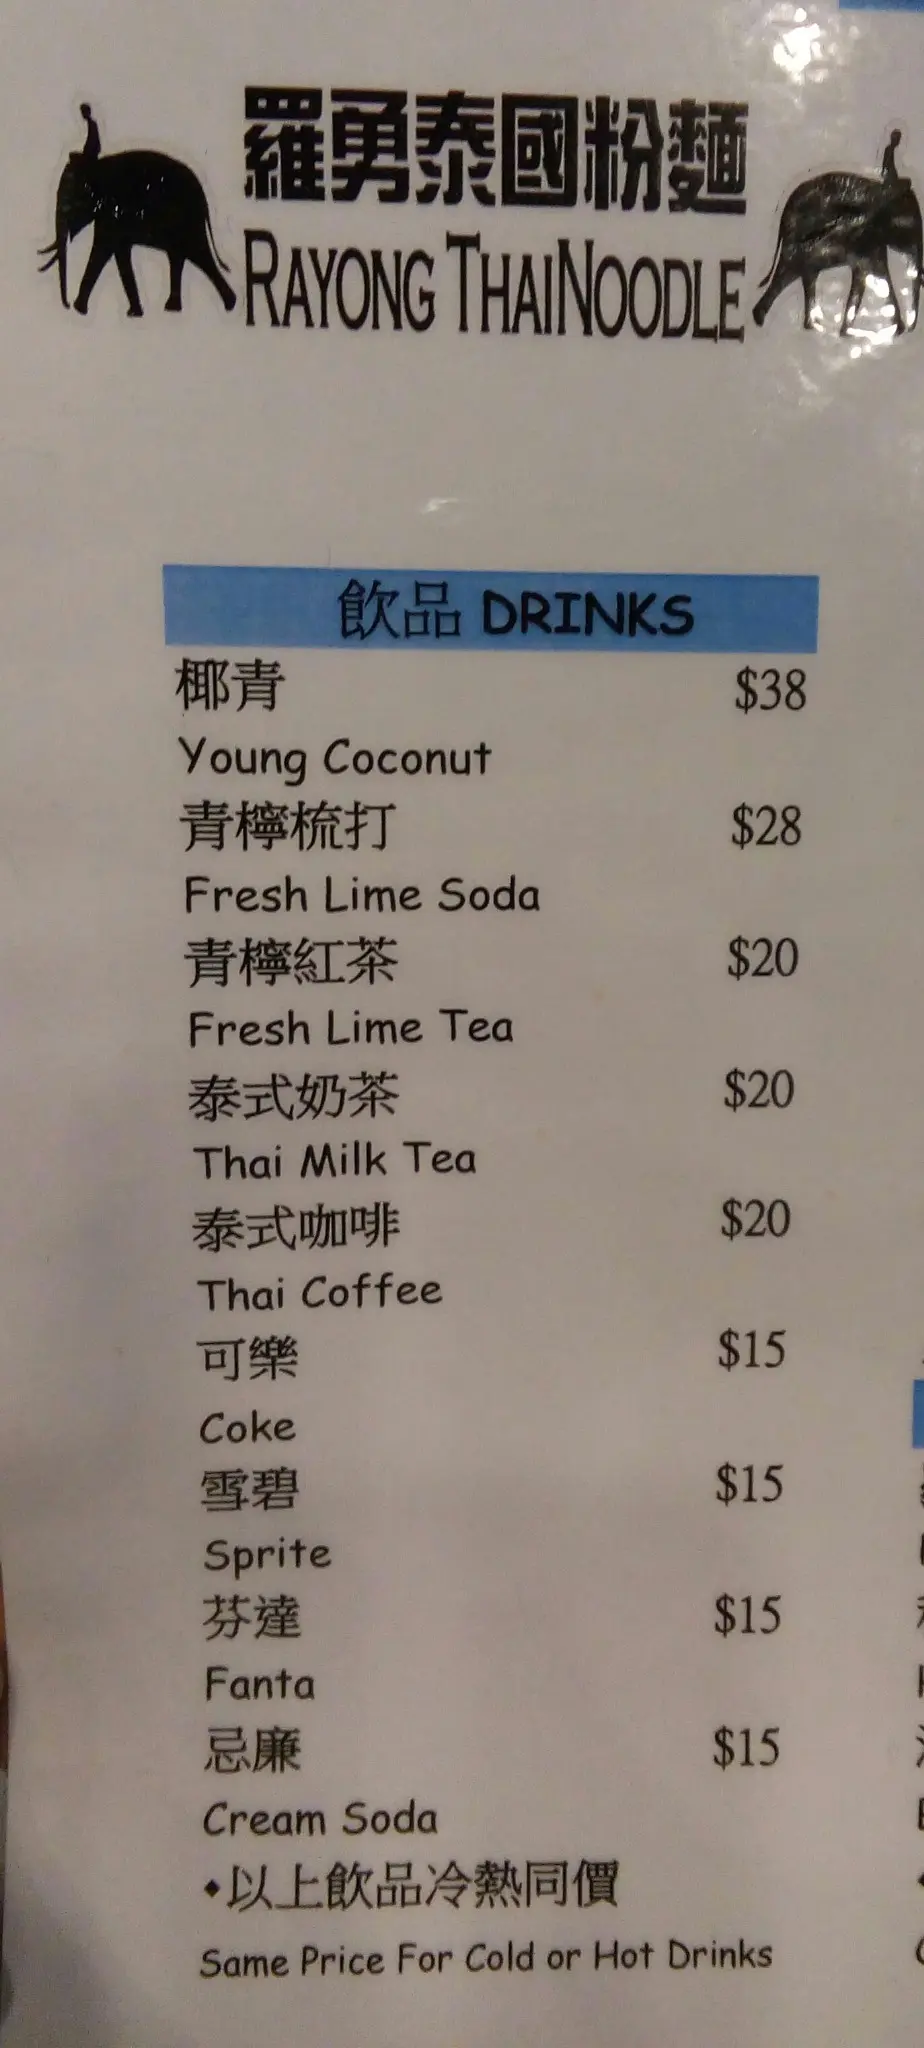 羅勇泰國粉麵
RAYONG THAINOODLE
飲品 DRINKS
椰青 $38
Young Coconut
青檸梳打 $28
Fresh Lime Soda
青檸紅茶 $20
Fresh Lime Tea
泰式奶茶 $20
Thai Milk Tea
泰式咖啡 $20
Thai Coffee
可樂 $15
Coke
雪碧 $15
Sprite
芬達 $15
Fanta
忌廉 $15
Cream Soda
◆以上飲品冷熱同價
Same Price For Cold or Hot Drinks